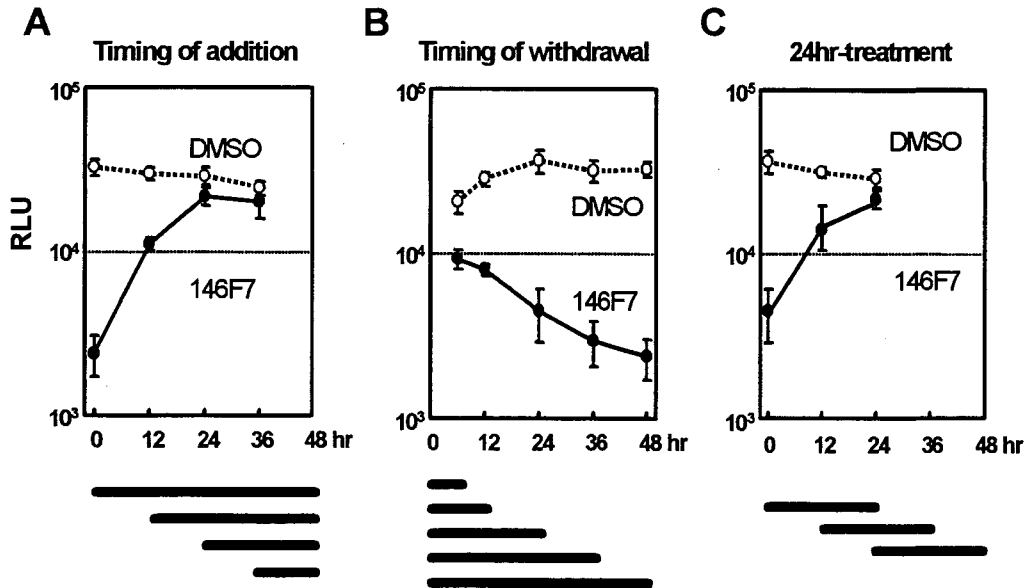 A
Timing of addition
B
Timing of withdrawal
C
24hr-treatment
RLU
10⁵
10⁴
10³
DMSO
146F7
0 12 24 36 48 hr
10⁵
10⁴
10³
DMSO
146F7
0 12 24 36 48 hr
10⁵
10⁴
10³
DMSO
146F7
0 12 24 36 48 hr